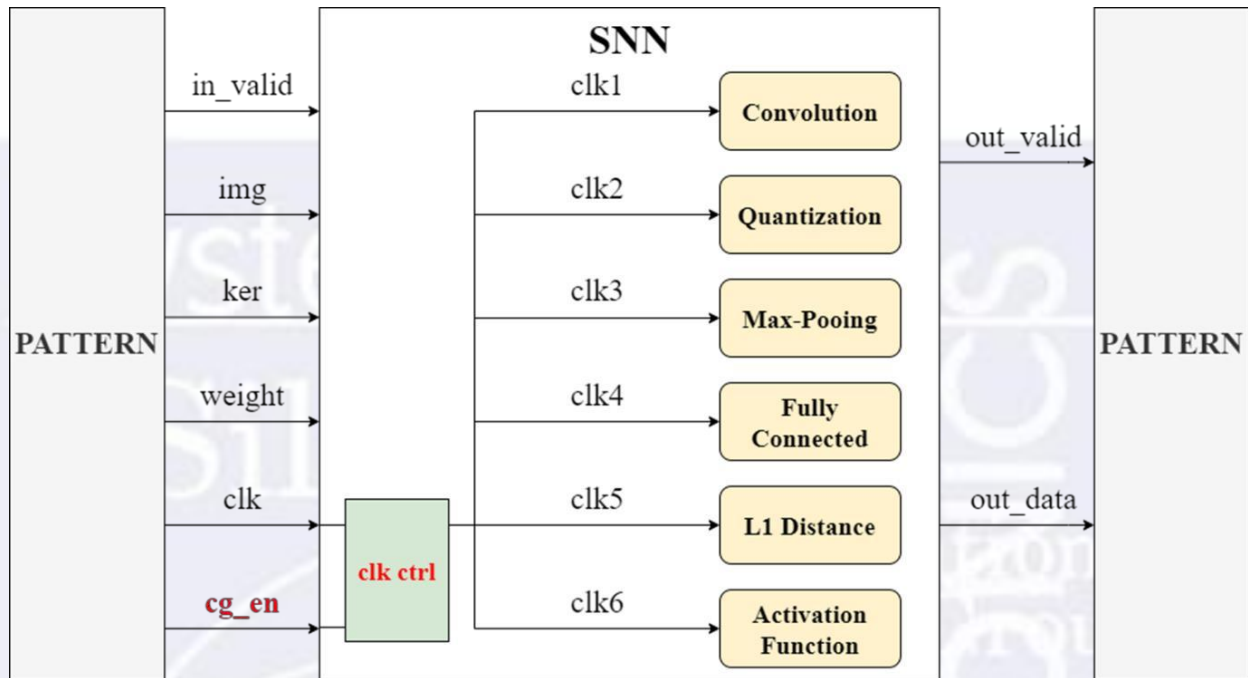 SNN
PATTERN
in_valid
img
ker
weight
clk
cg_en
clk ctrl
clk1
Convolution
clk2
Quantization
clk3
Max-Pooing
clk4
Fully
Connected
clk5
L1 Distance
clk6
Activation
Function
out_valid
out_data
PATTERN